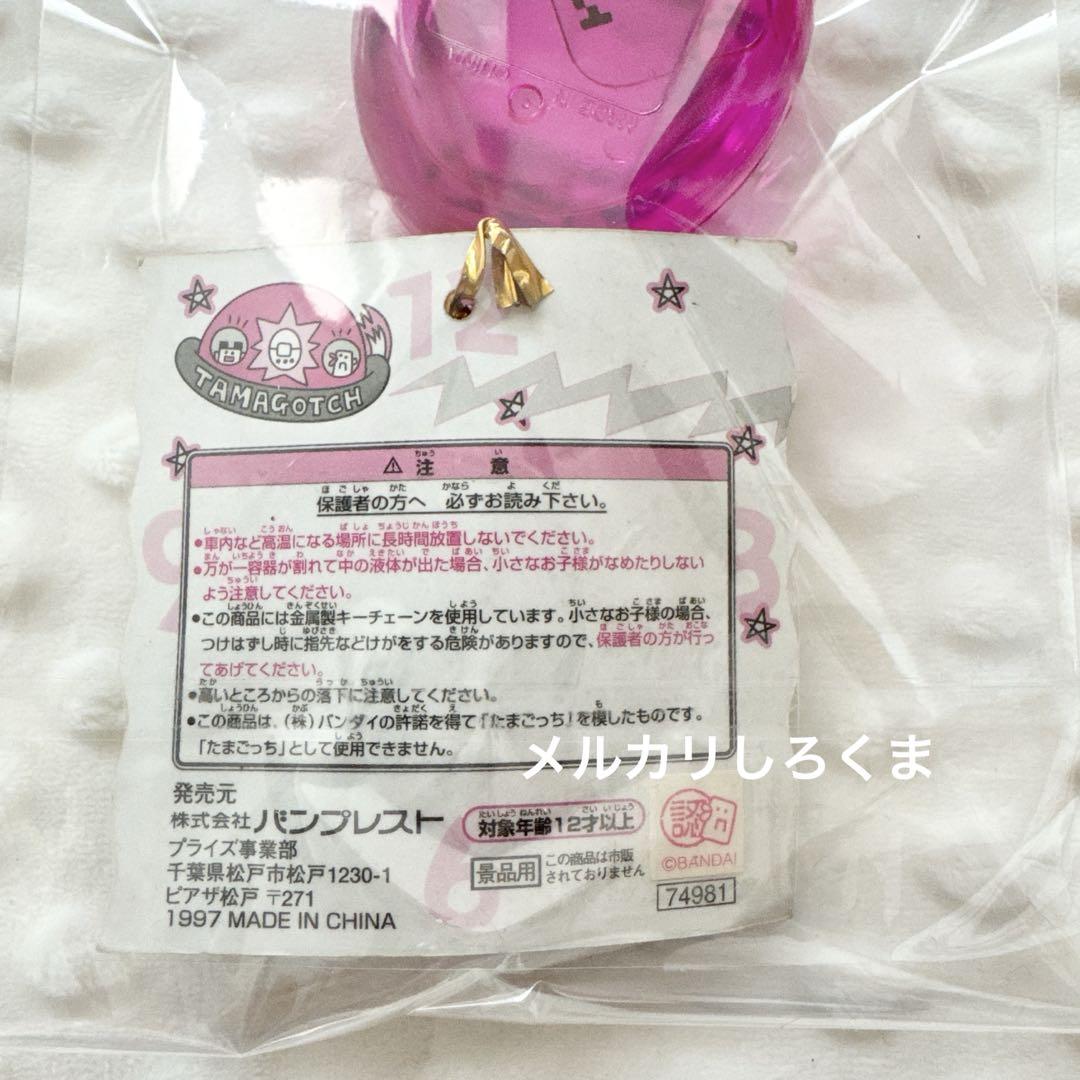 MADE IN CHINA
12
TAMAGOTCH
⚠注意
保護者の方へ 必ずお読み下さい。
●車内など高温になる場所に長時間放置しないでください。
●万が一容器が割れて中の液体が出た場合、小さなお子様がなめたりしない
よう注意してください。
●この商品には金属製キーチェーンを使用しています。小さなお子様の場合、
つけはずし時に指先などけがをする危険がありますので、保護者の方が行っ
てあげてください。
●高いところからの落下に注意してください。
●この商品は、(株)バンダイの許諾を得て「たまごっち」を模したものです。
「たまごっち」として使用できません。
メルカリしろくま
発売元
株式会社バンプレスト
プライズ事業部
千葉県松戸市松戸1230-1
ピアザ松戸 〒271
1997 MADE IN CHINA
対象年齢12才以上
景品用 この商品は市販
されておりません
認
©BANDAI
74981